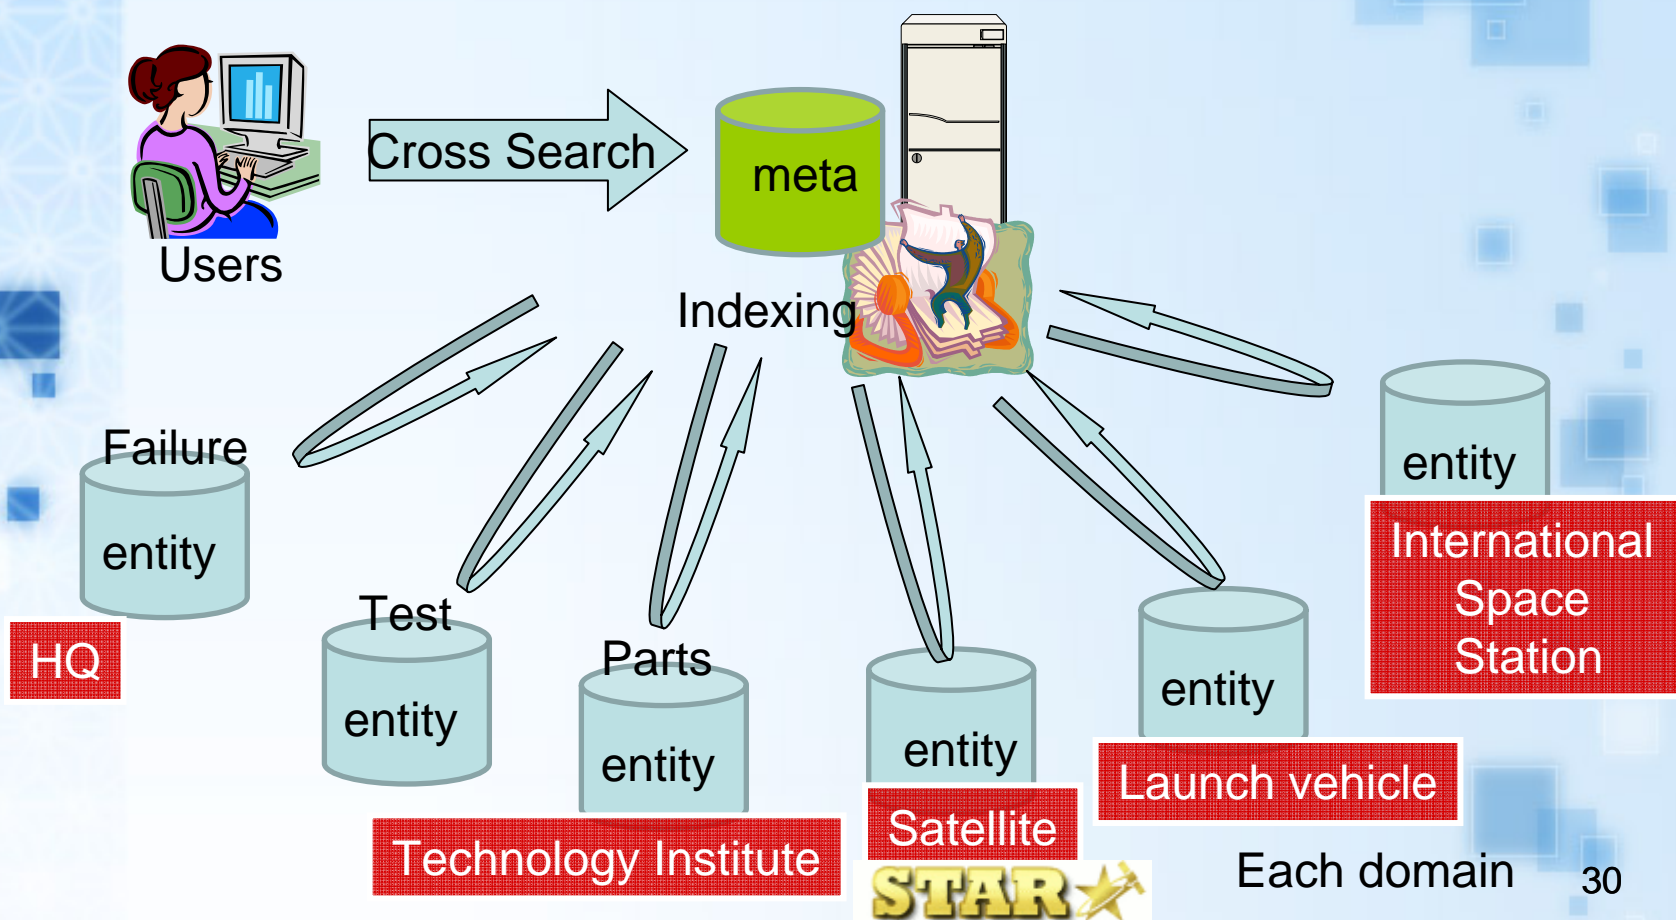 Cross Search
meta
Users
Indexing
Failure
entity
HQ
Test
entity
Parts
entity
Technology Institute
entity
Satellite
STAR
entity
Launch vehicle
entity
International
Space
Station
Each domain
30